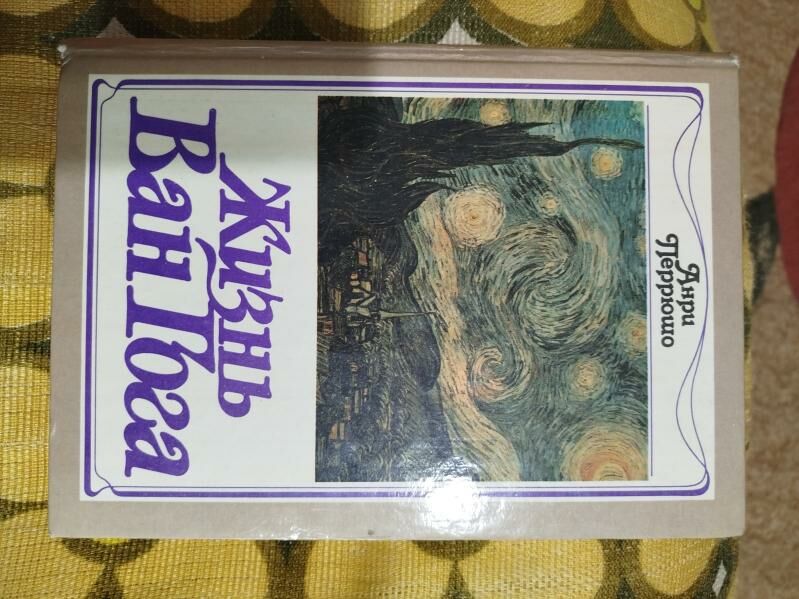 Анри
Перрюшо
Жизнь
Ван Гога